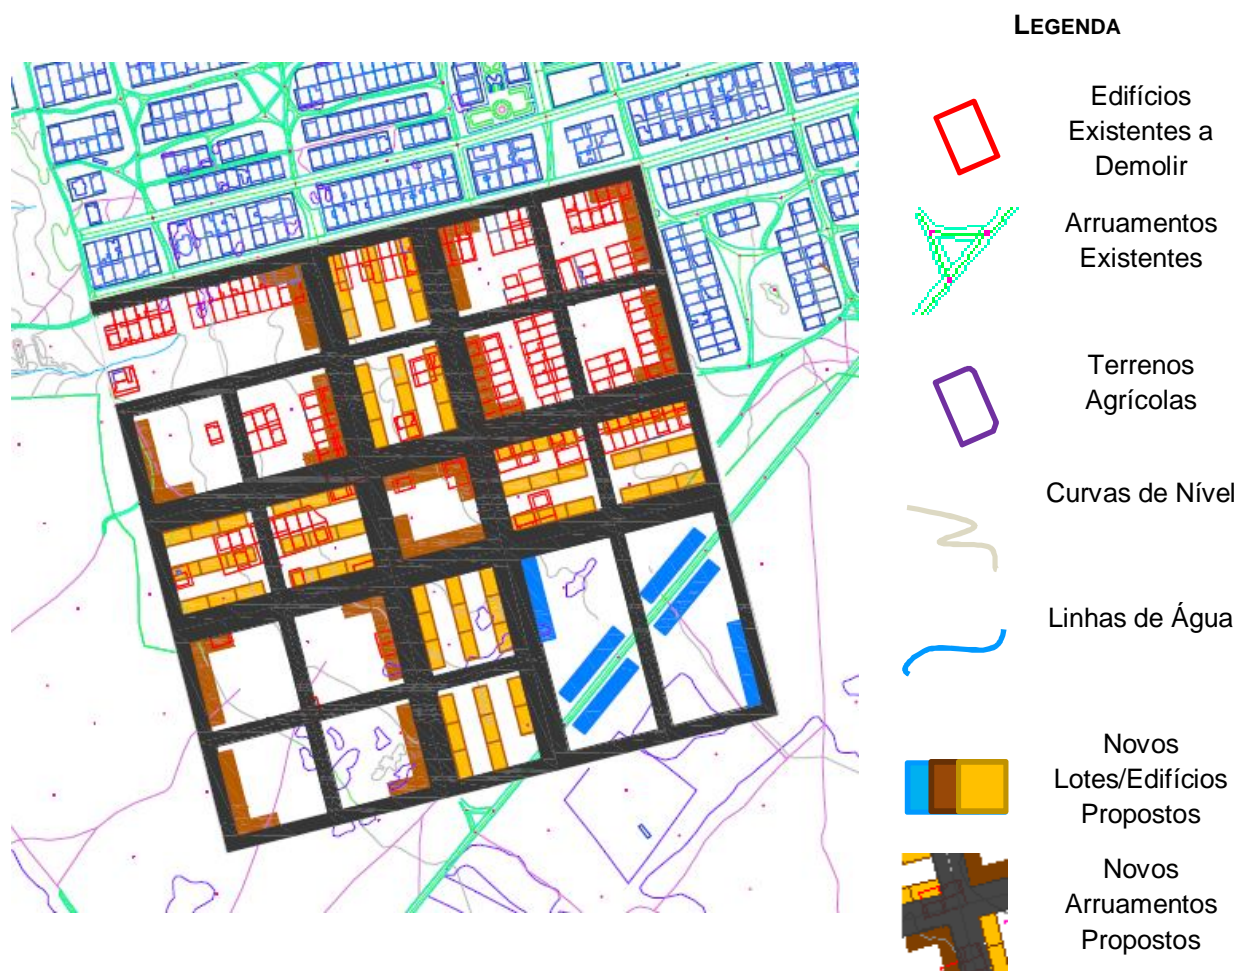 LEGENDA
Edifícios
Existentes a
Demolir
Arruamentos
Existentes
Terrenos
Agrícolas
Curvas de Nível
Linhas de Água
Novos
Lotes/Edifícios
Propostos
Novos
Arruamentos
Propostos